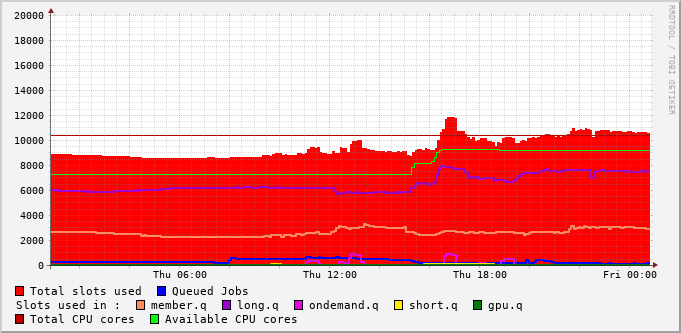 RRDTOOL / TOBI OETIKER
20000
18000
16000
14000
12000
10000
8000
6000
4000
2000
0
Thu 06:00 Thu 12:00 Thu 18:00 Fri 00:00
Total slots used Queued Jobs
Slots used in : member.q long.q ondemand.q short.q gpu.q
Total CPU cores Available CPU cores